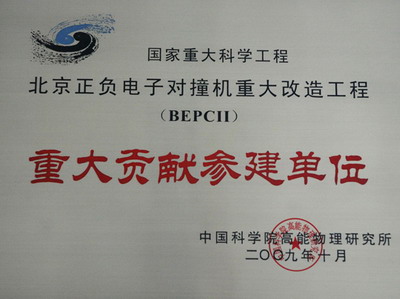 国家重大科学工程
北京正负电子对撞机重大改造工程
（BEPCII）
重大贡献参建单位
中国科学院高能物理研究所
二〇〇九年十月